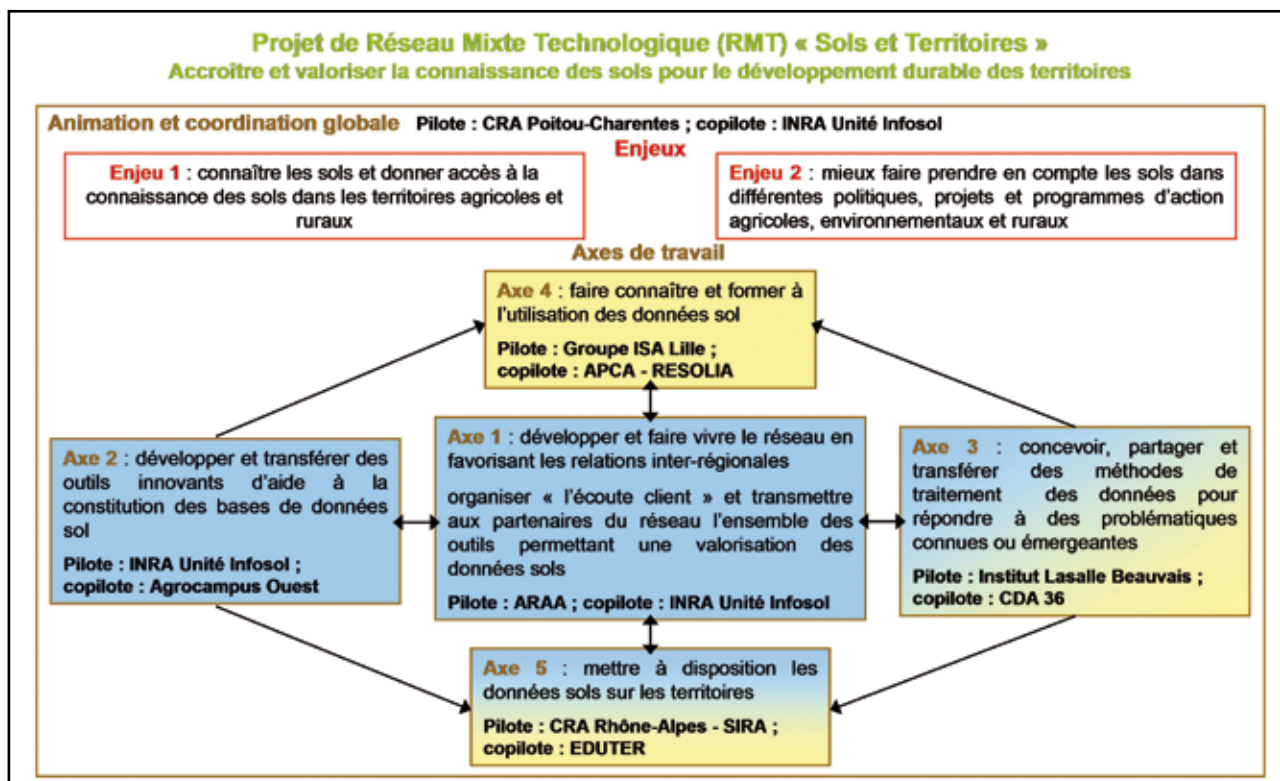 Projet de Réseau Mixte Technologique (RMT) « Sols et Territoires »
Accroître et valoriser la connaissance des sols pour le développement durable des territoires
Animation et coordination globale Pilote : CRA Poitou-Charentes ; copilote : INRA Unité Infosol
Enjeux
Enjeu 1 : connaître les sols et donner accès à la
connaissance des sols dans les territoires agricoles et
ruraux
Enjeu 2 : mieux faire prendre en compte les sols dans
différentes politiques, projets et programmes d'action
agricoles, environnementaux et ruraux
Axes de travail
Axe 4 : faire connaître et former à
l'utilisation des données sol
Pilote : Groupe ISA Lille ;
copilote : APCA - RESOLIA
Axe 2 : développer et transférer des
outils innovants d'aide à la
constitution des bases de données
sol
Pilote : INRA Unité Infosol ;
copilote : Agrocampus Ouest
Axe 1 : développer et faire vivre le réseau en
favorisant les relations inter-régionales
organiser « l'écoute client » et transmettre
aux partenaires du réseau l'ensemble des
outils permettant une valorisation des
données sols
Pilote : ARAA ; copilote : INRA Unité Infosol
Axe 3 : concevoir, partager et
transférer des méthodes de
traitement des données pour
répondre à des problématiques
connues ou émergeantes
Pilote : Institut Lasalle Beauvais ;
copilote : CDA 36
Axe 5 : mettre à disposition les
données sols sur les territoires
Pilote : CRA Rhône-Alpes - SIRA ;
copilote : EDUTER